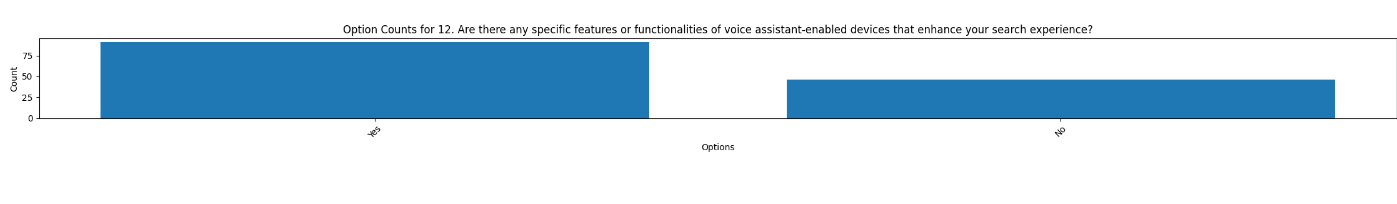 Option Counts for 12. Are there any specific features or functionalities of voice assistant-enabled devices that enhance your search experience?
75
50
25
0
Count
Yes
No
Options